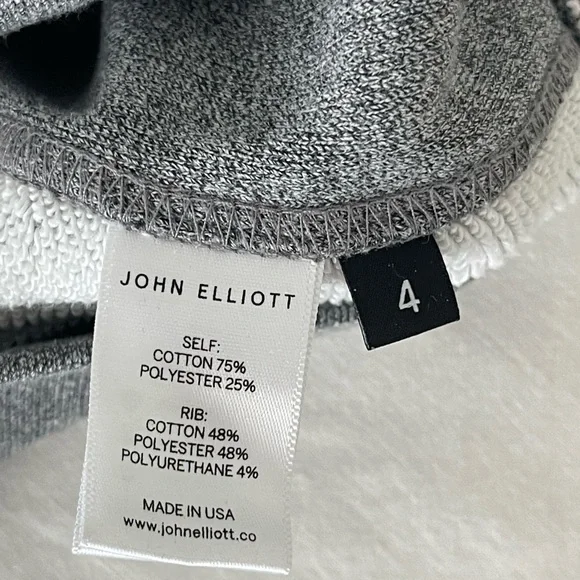 JOHN ELLIOTT
4
SELF:
COTTON 75%
POLYESTER 25%
RIB:
COTTON 48%
POLYESTER 48%
POLYURETHANE 4%
MADE IN USA
www.johnelliott.co